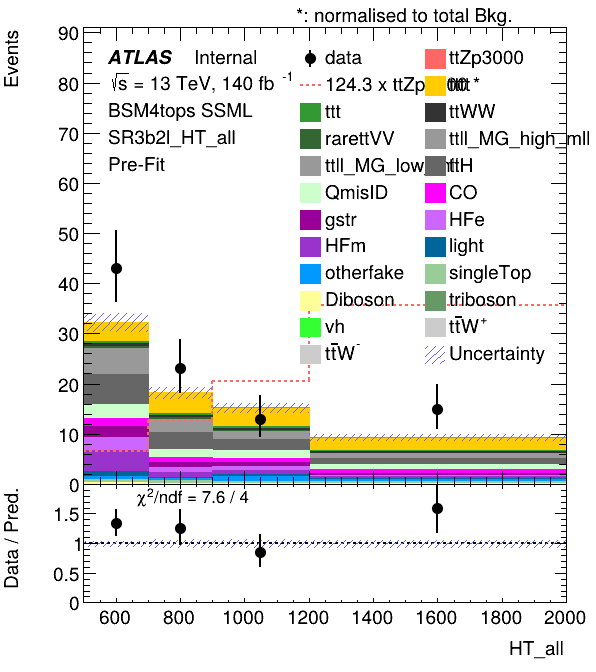 *: normalised to total Bkg.
Events
ATLAS Internal
√s = 13 TeV, 140 fb -1
BSM4tops SSML
SR3b2l_HT_all
Pre-Fit
data
ttZp3000
124.3 x ttZp3000 *
tttt
ttt
ttWW
rarettVV
ttll_MG_high_mll
ttll_MG_low_mll
ttH
QmisID
CO
gstr
HFe
HFm
light
otherfake
singleTop
Diboson
triboson
vh
tt̄W+
tt̄W-
Uncertainty
90
80
70
60
50
40
30
20
10
0
χ2/ndf = 7.6 / 4
Data / Pred.
1.5
1
0.5
0
600 800 1000 1200 1400 1600 1800 2000
HT_all